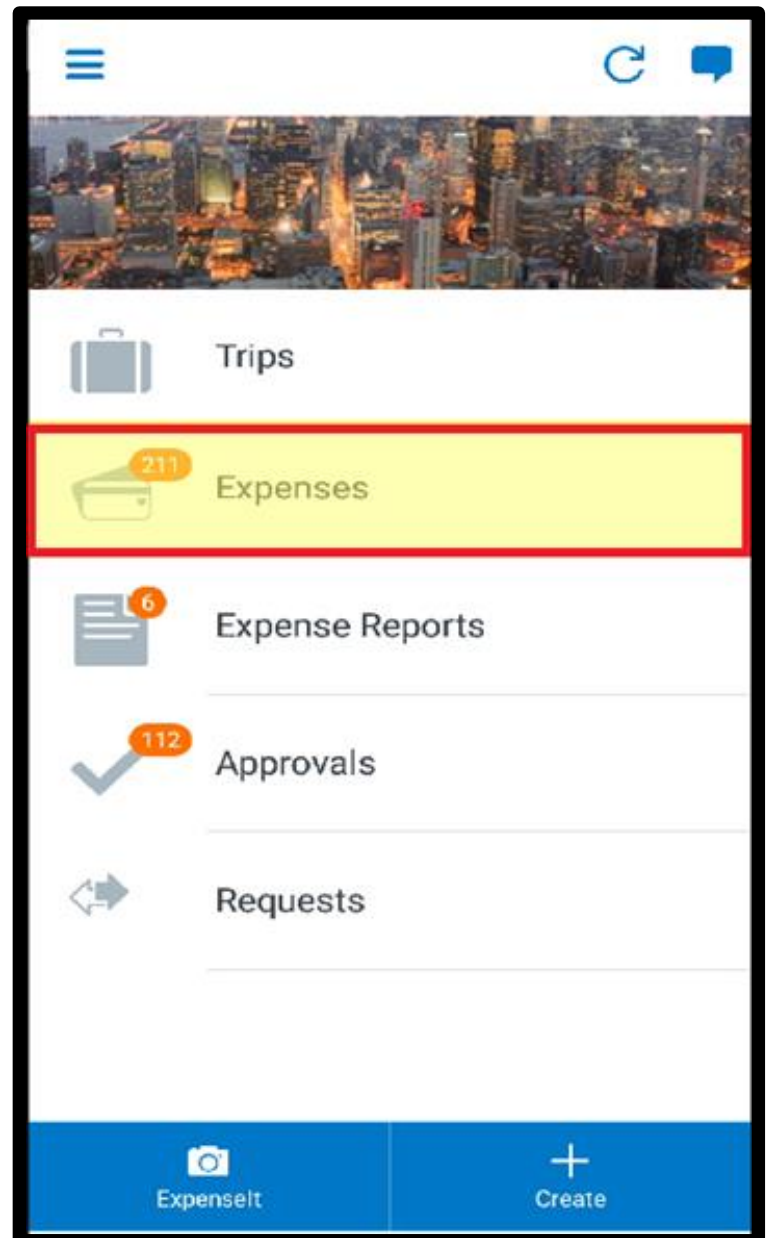 Trips
211
Expenses
6
Expense Reports
112
Approvals
Requests
ExpenseIt
Create